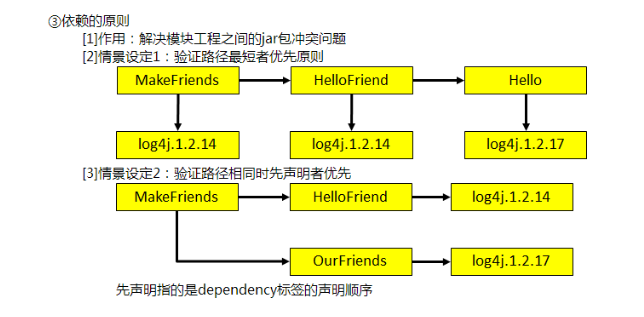 ③依赖的原则
[1]作用：解决模块工程之间的jar包冲突问题
[2]情景设定1：验证路径最短者优先原则
MakeFriends HelloFriend Hello
log4j.1.2.14 log4j.1.2.14 log4j.1.2.17
[3]情景设定2：验证路径相同时先声明者优先
MakeFriends HelloFriend log4j.1.2.14
OurFriends log4j.1.2.17
先声明指的是dependency标签的声明顺序